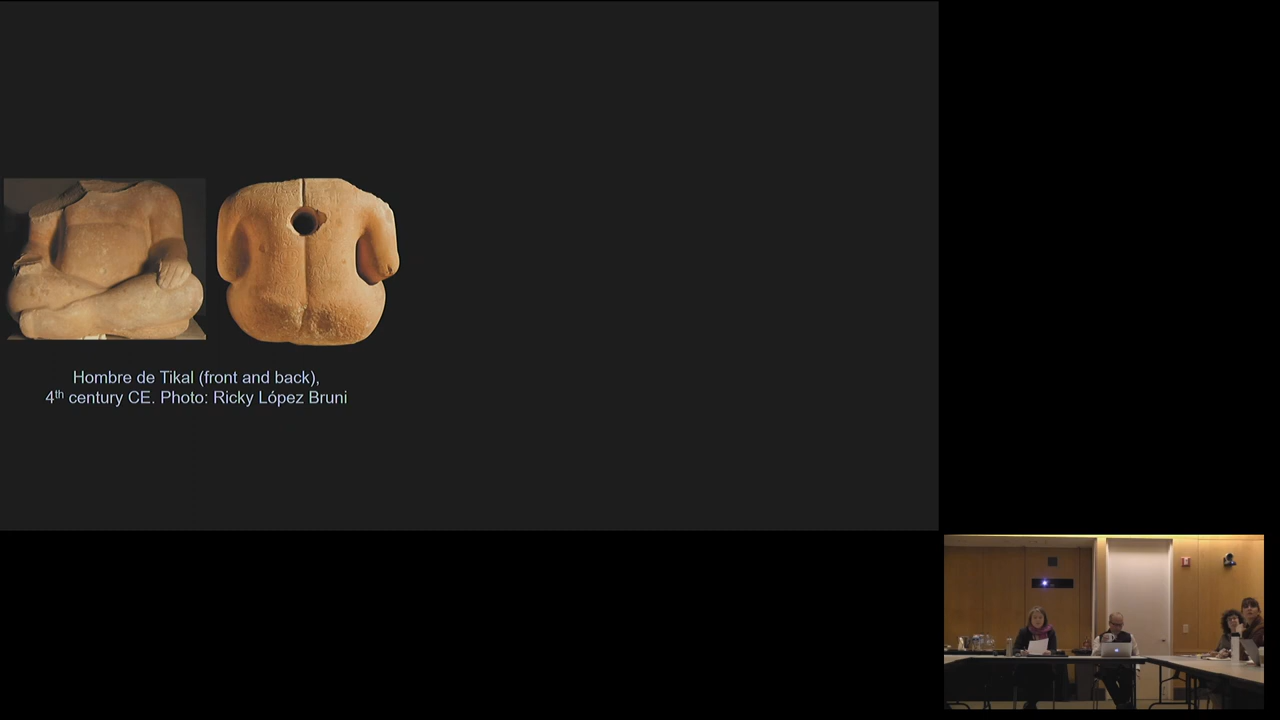 Hombre de Tikal (front and back),
4th century CE. Photo: Ricky López Bruni